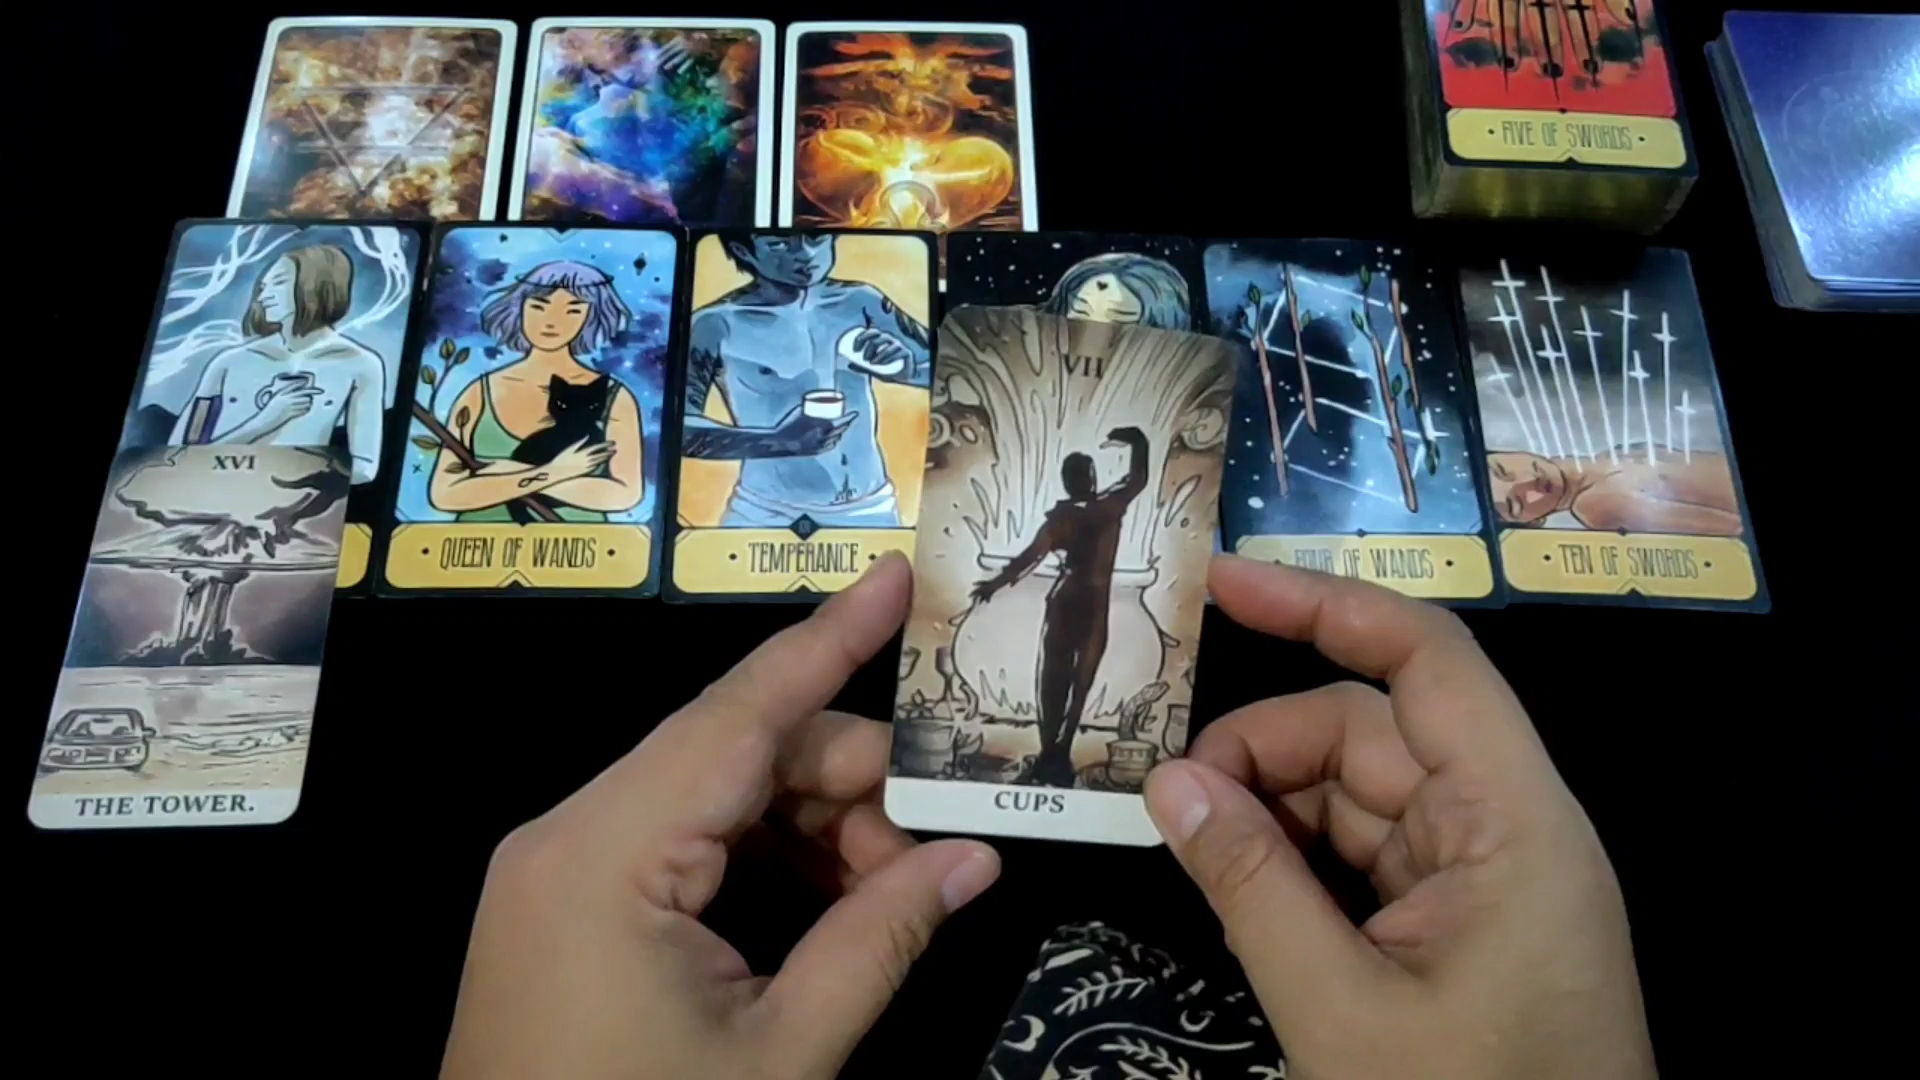 • FIVE OF SWORDS •
VII
XVI
• QUEEN OF WANDS •
• TEMPERANCE •
FOUR OF WANDS •
• TEN OF SWORDS •
THE TOWER.
CUPS